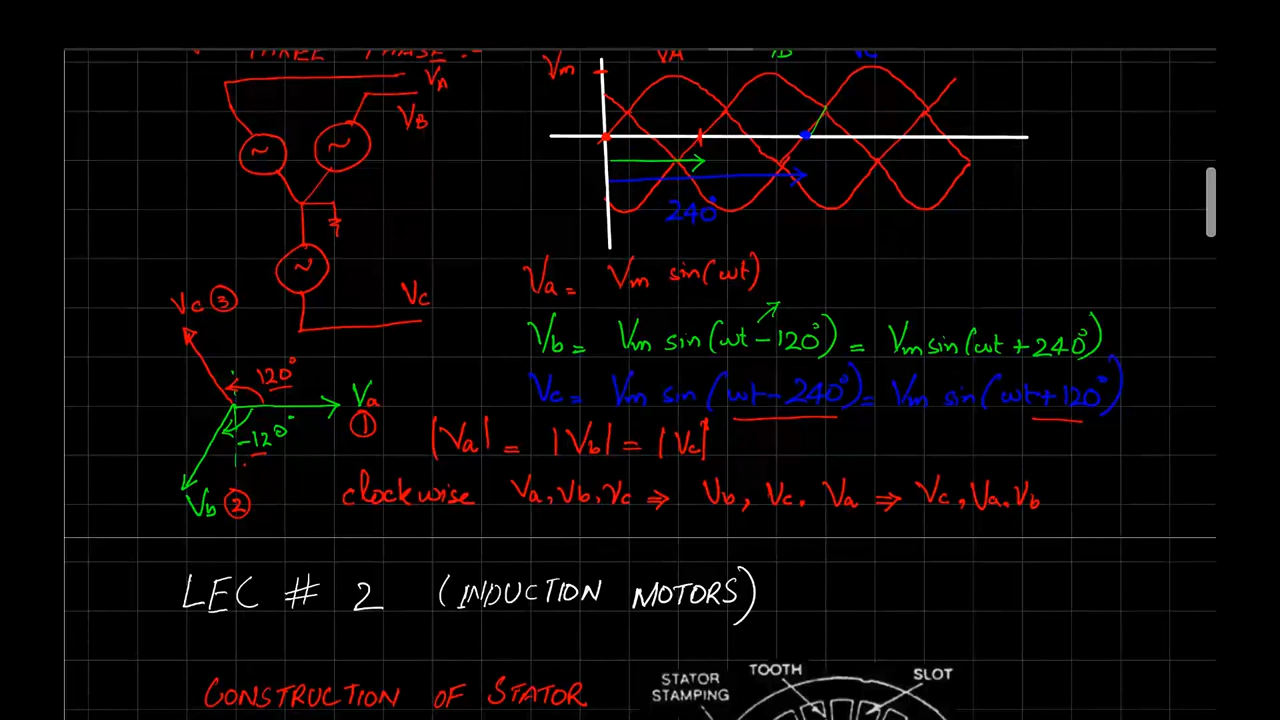 THREE PHASE :-
VA
VB
Vc
Vm
VA
240°
Va = Vm sin(ωt)
Vb = Vm sin(ωt - 120°) = Vm sin(ωt + 240°)
Vc = Vm sin(ωt - 240°) = Vm sin(ωt + 120°)
Vc ③
120°
Va
①
-120°
Vb ②
|Va| = |Vb| = |Vc|
clockwise Va, Vb, Vc ⇒ Vb, Vc. Va ⇒ Vc, Va. Vb
LEC # 2 (INDUCTION MOTORS)
CONSTRUCTION OF STATOR
STATOR
STAMPING
TOOTH
SLOT